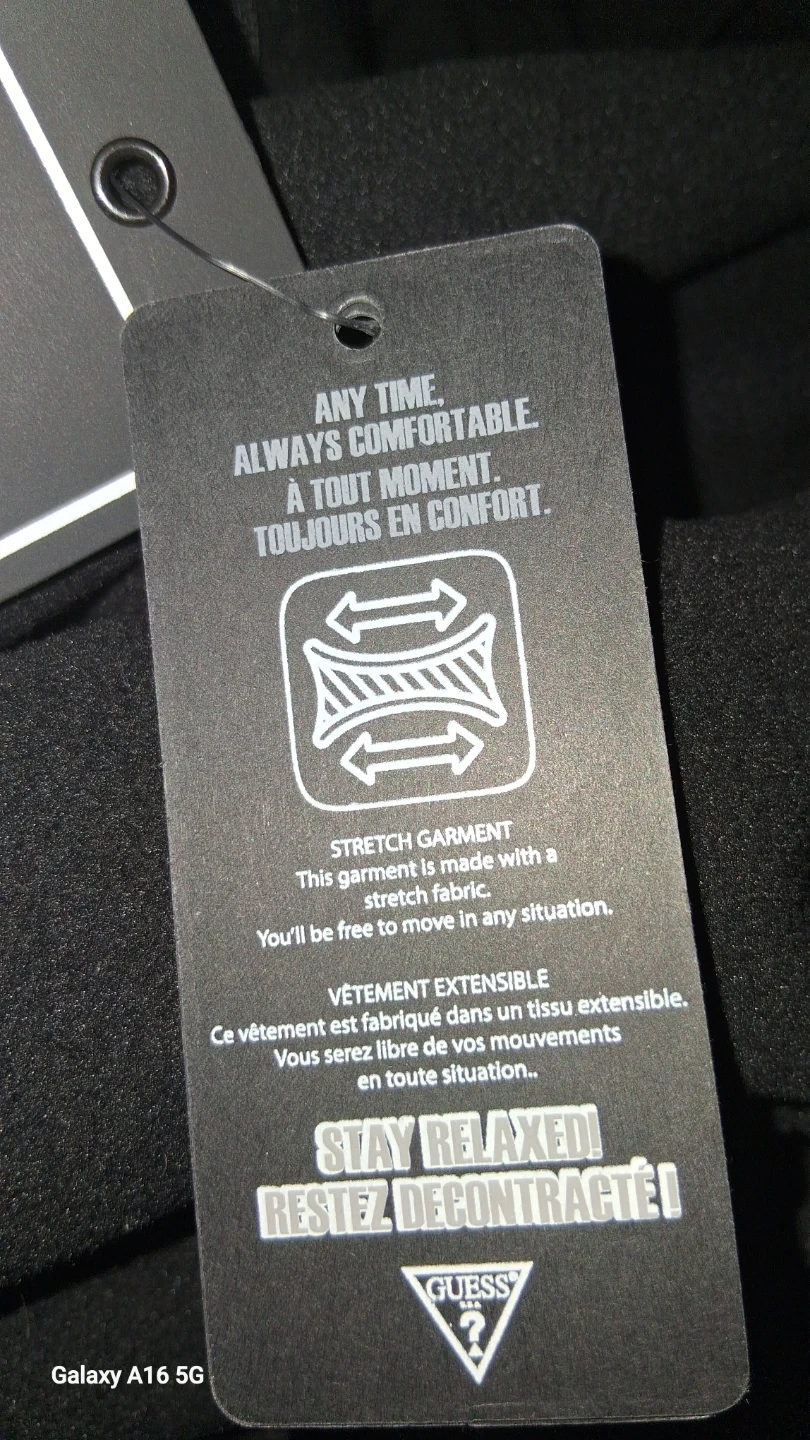 ANY TIME,
ALWAYS COMFORTABLE.
À TOUT MOMENT.
TOUJOURS EN CONFORT.
STRETCH GARMENT
This garment is made with a
stretch fabric.
You'll be free to move in any situation.
VÊTEMENT EXTENSIBLE
Ce vêtement est fabriqué dans un tissu extensible.
Vous serez libre de vos mouvements
en toute situation..
STAY RELAXED!
RESTEZ DECONTRACTÉ!
GUESS®
U.S.A.
?
Galaxy A16 5G